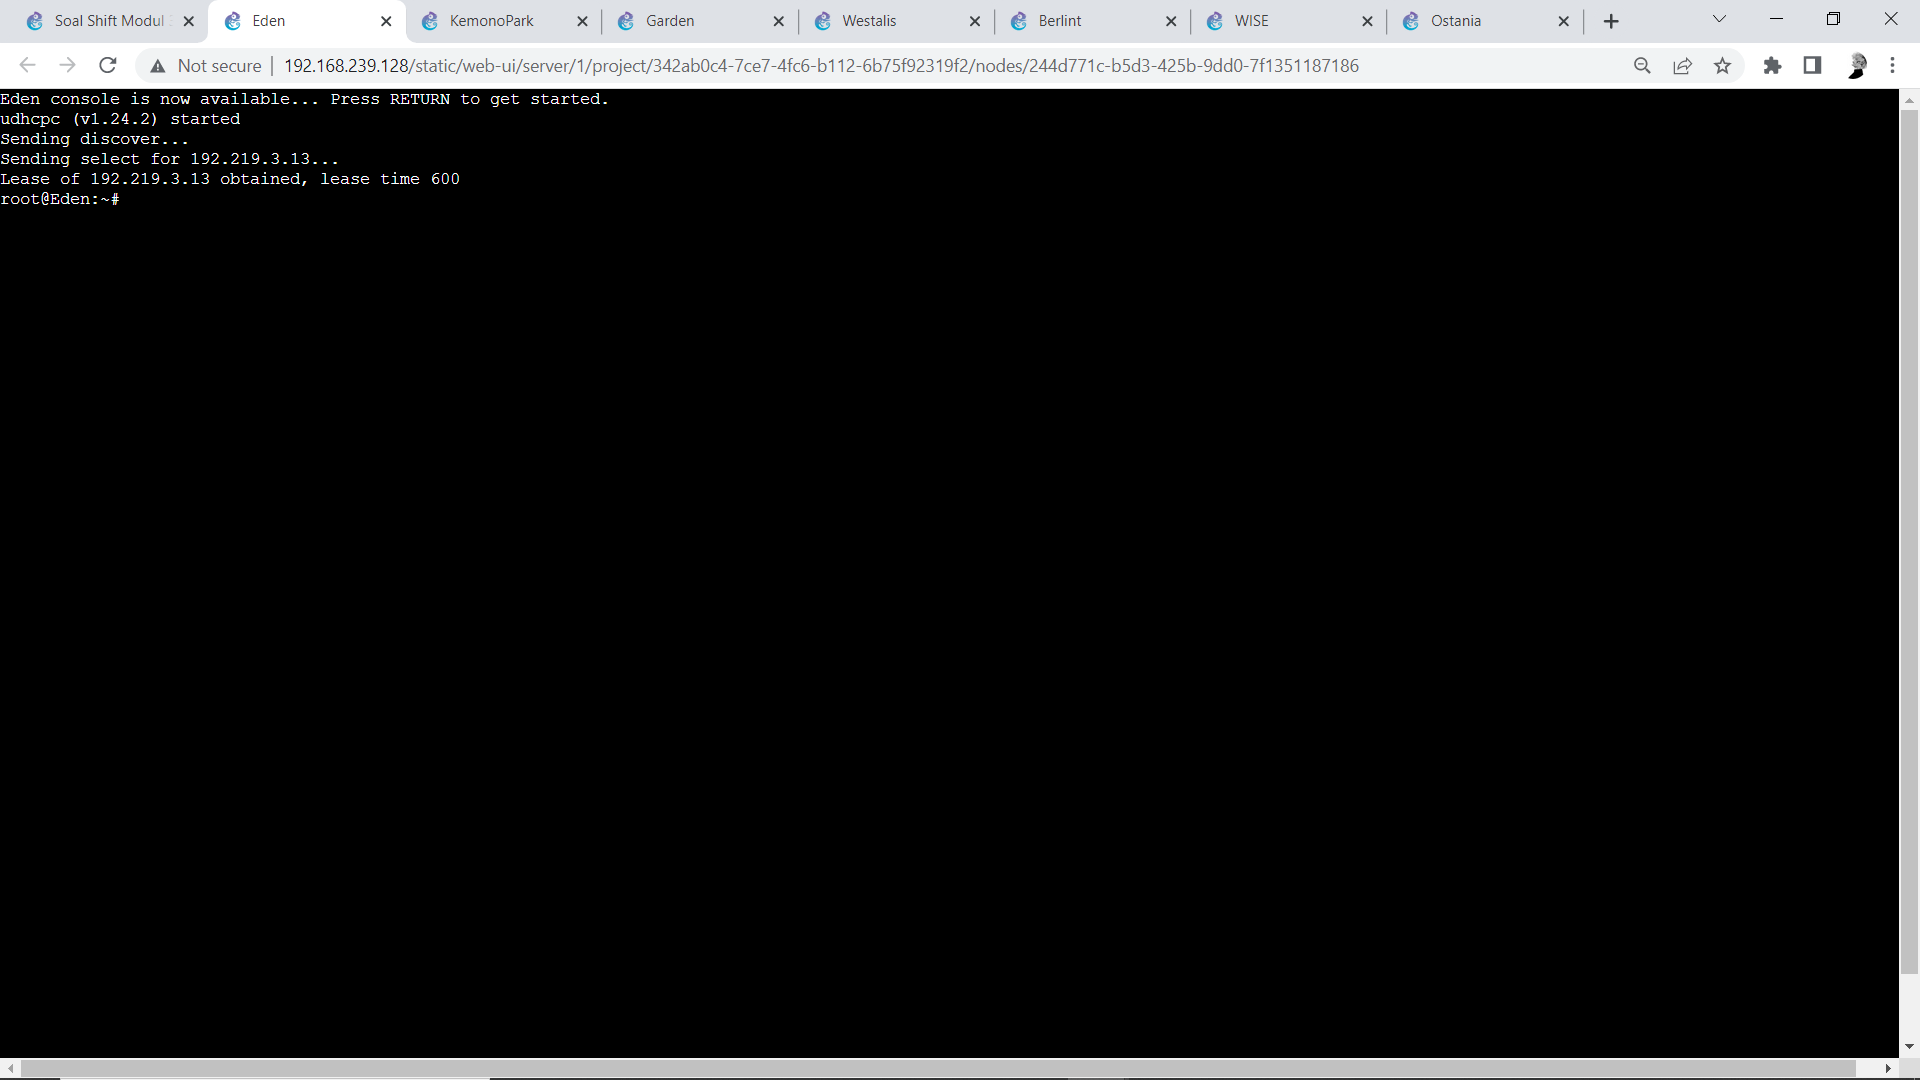 Soal Shift Modul
Eden
KemonoPark
Garden
Westalis
Berlint
WISE
Ostania
Not secure
192.168.239.128/static/web-ui/server/1/project/342ab0c4-7ce7-4fc6-b112-6b75f92319f2/nodes/244d771c-b5d3-425b-9dd0-7f1351187186
Eden console is now available... Press RETURN to get started.
udhcpc (v1.24.2) started
Sending discover...
Sending select for 192.219.3.13...
Lease of 192.219.3.13 obtained, lease time 600
root@Eden:~#